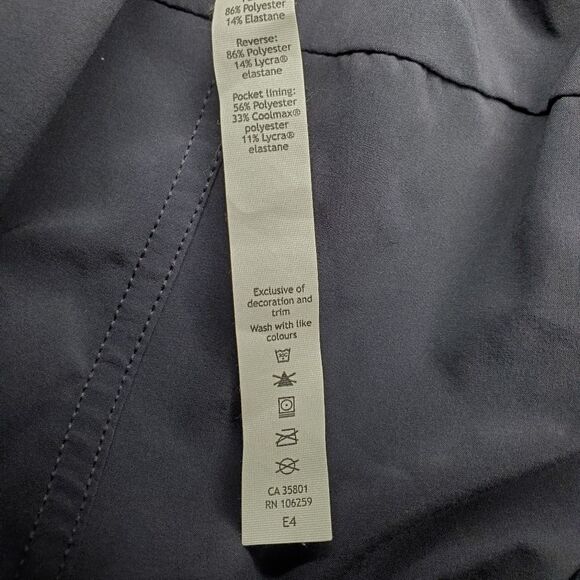 86% Polyester
14% Elastane
Reverse:
86% Polyester
14% Lycra®
elastane
Pocket lining:
56% Polyester
33% Coolmax®
polyester
11% Lycra®
elastane
Exclusive of
decoration and
trim
Wash with like
colours
CA 35801
RN 106259
E4